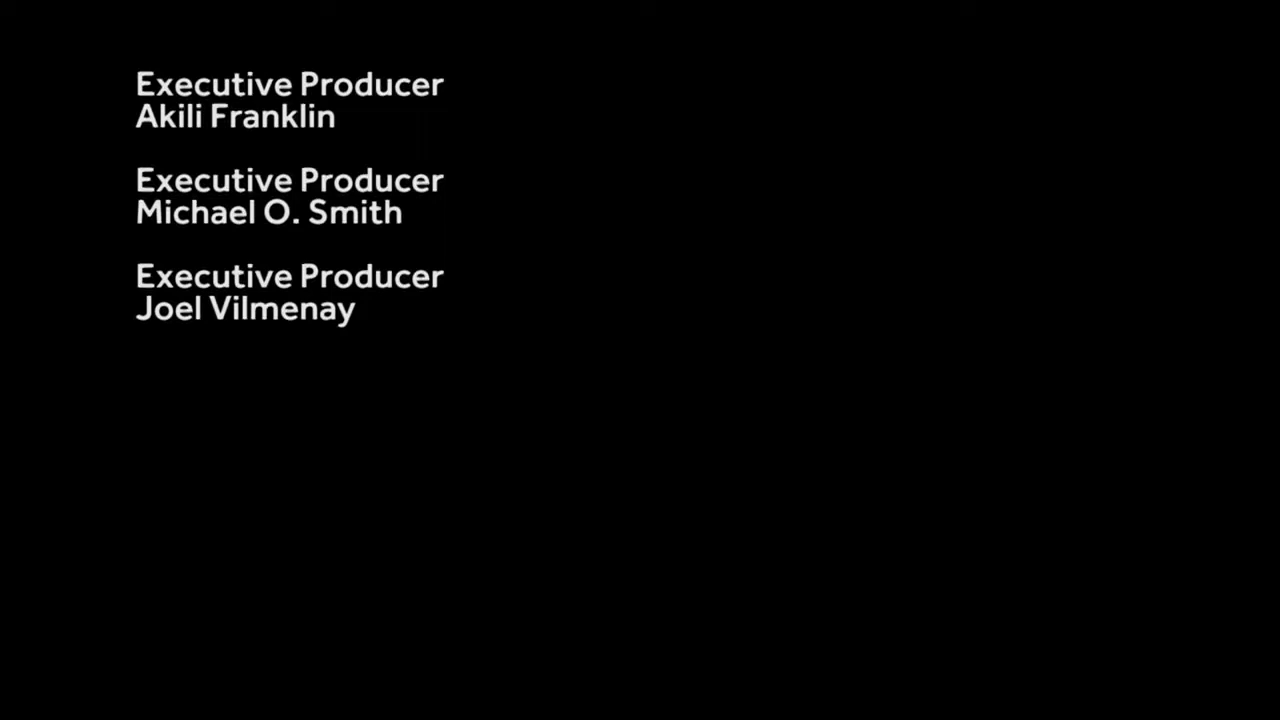 Executive Producer
Akili Franklin
Executive Producer
Michael O. Smith
Executive Producer
Joel Vilmenay